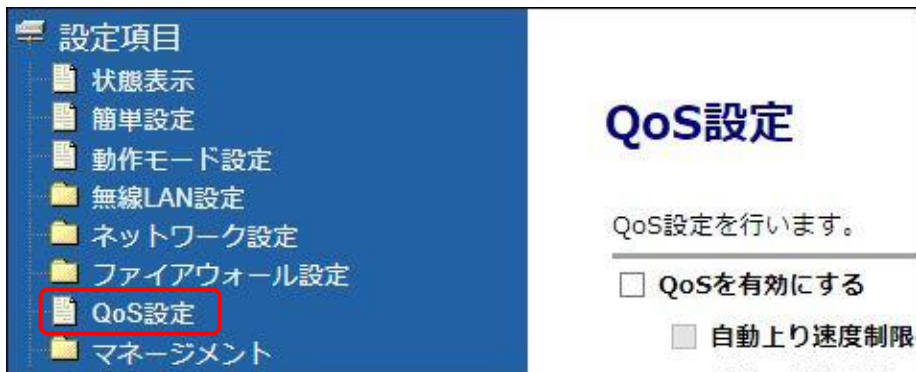 設定項目
状態表示
簡単設定
動作モード設定
無線LAN設定
ネットワーク設定
ファイアウォール設定
QoS設定
マネージメント
QoS設定
QoS設定を行います。
QoSを有効にする
自動上り速度制限